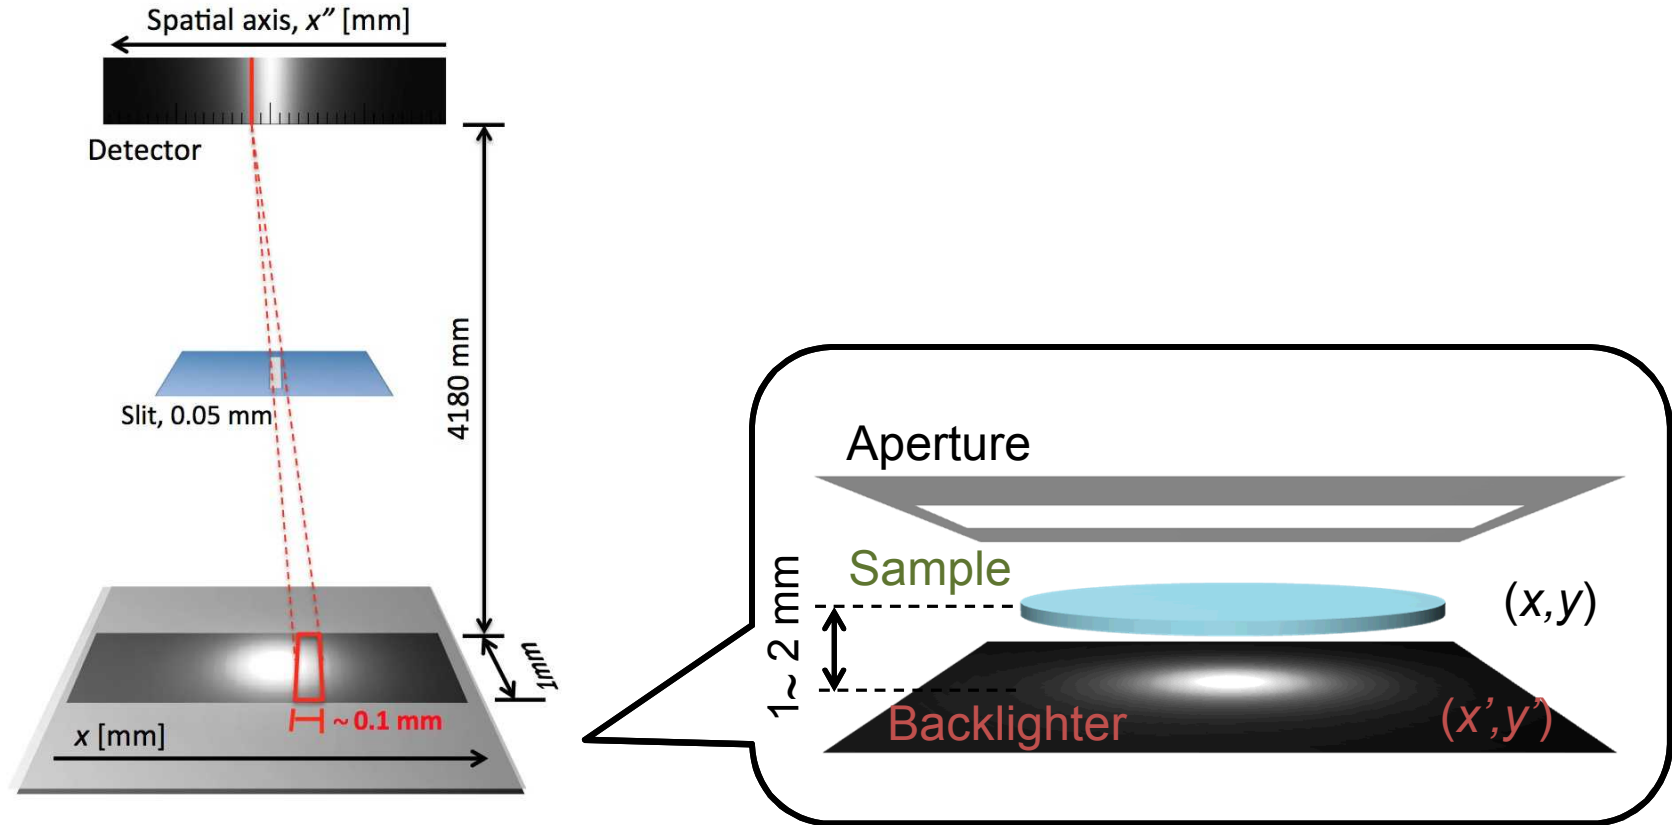 Spatial axis, x” [mm]
Detector
4180 mm
Slit, 0.05 mm
1mm
~ 0.1 mm
x [mm]
Aperture
Sample
1~ 2 mm
(x,y)
Backlighter
(x’,y’)